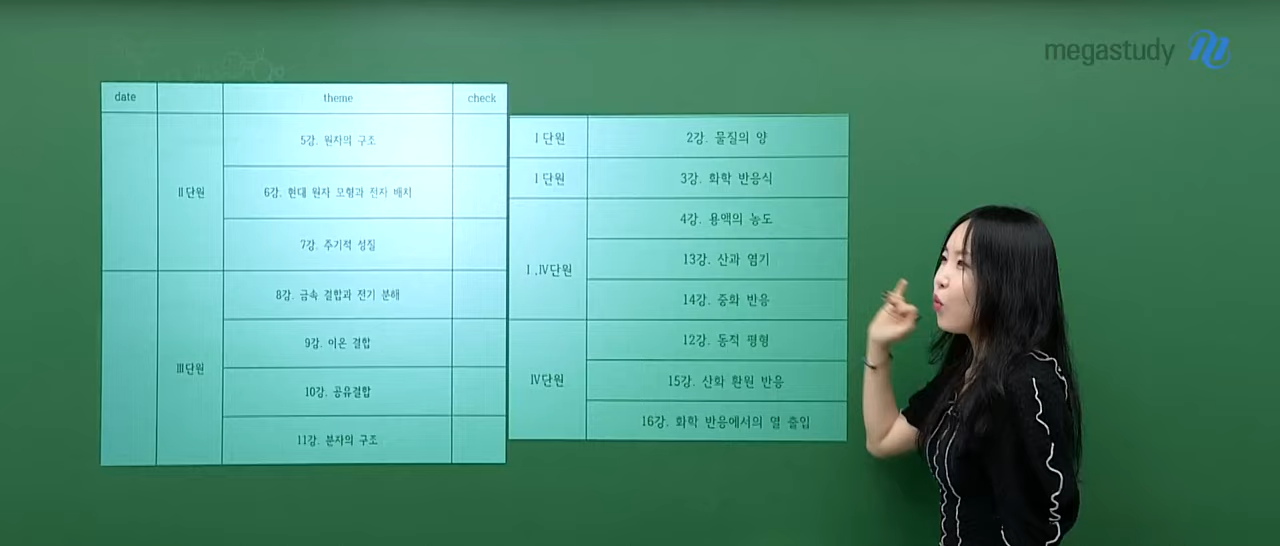 megastudy
date theme check
II단원
5강. 원자의 구조
6강. 현대 원자 모형과 전자 배치
7강. 주기적 성질
III단원
8강. 금속 결합과 전기 분해
9강. 이온 결합
10강. 공유결합
11강. 분자의 구조
I 단원 2강. 물질의 양
I 단원 3강. 화학 반응식
I ,IV단원
4강. 용액의 농도
13강. 산과 염기
14강. 중화 반응
IV단원
12강. 동적 평형
15강. 산화 환원 반응
16강. 화학 반응에서의 열 출입